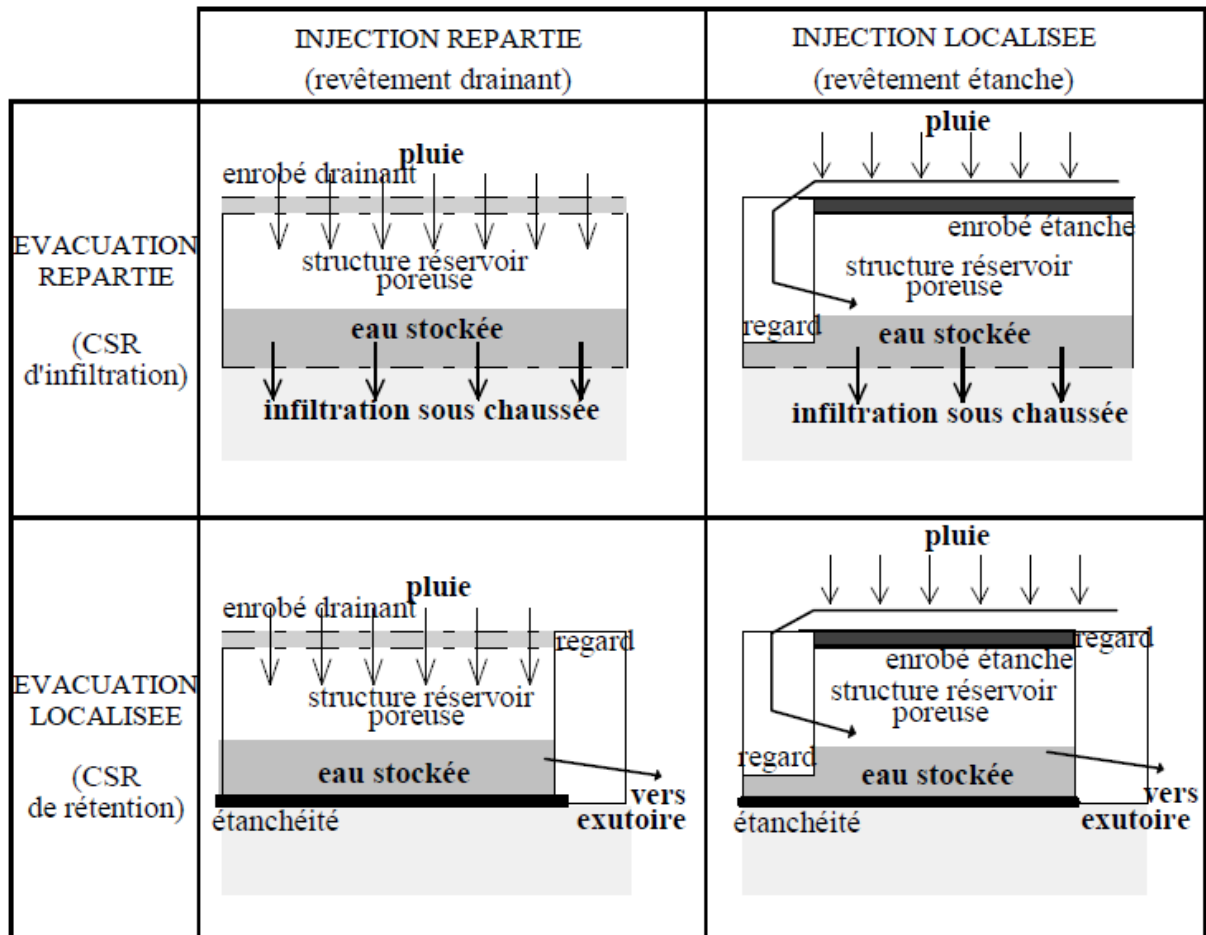 INJECTION REPARTIE
(revêtement drainant)
INJECTION LOCALISEE
(revêtement étanche)
EVACUATION
REPARTIE
(CSR
d'infiltration)
pluie
enrobé drainant
structure réservoir
poreuse
eau stockée
infiltration sous chaussée
pluie
enrobé étanche
structure réservoir
poreuse
regard
eau stockée
infiltration sous chaussée
EVACUATION
LOCALISEE
(CSR
de rétention)
pluie
enrobé drainant
regard
structure réservoir
poreuse
eau stockée
vers
exutoire
étanchéité
pluie
regard
enrobé étanche
structure réservoir
poreuse
regard
eau stockée
vers
exutoire
étanchéité